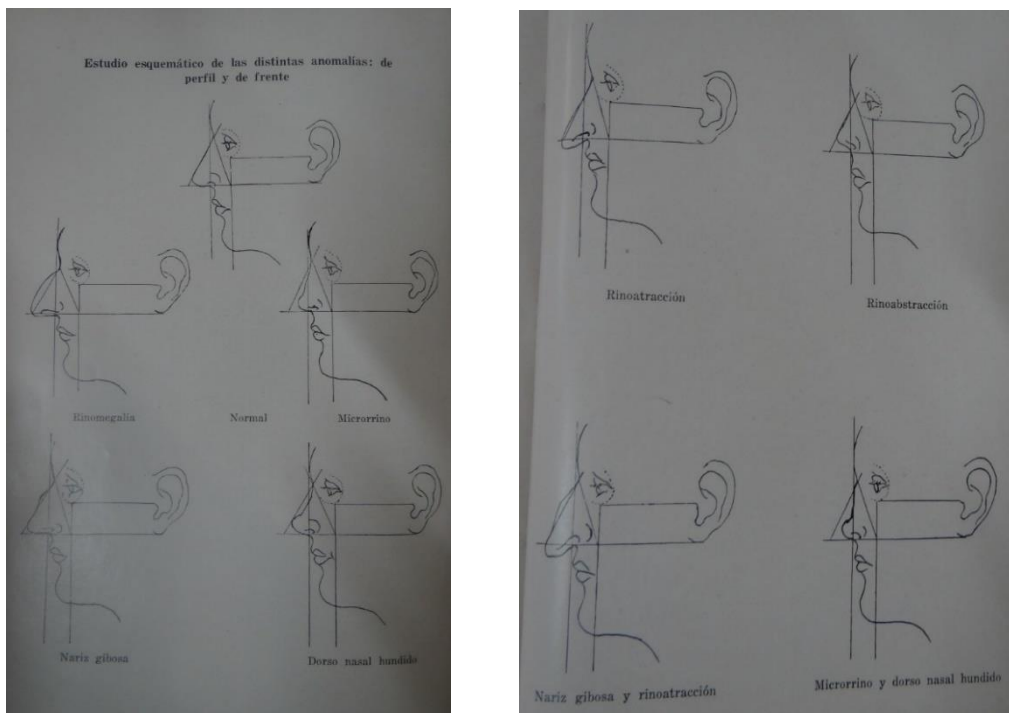 Estudio esquemático de las distintas anomalías: de
perfil y de frente
Rinomegalia
Normal
Microrrino
Nariz gibosa
Dorso nasal hundido
Rinoatracción
Rinoabstracción
Nariz gibosa y rinoatracción
Microrrino y dorso nasal hundido